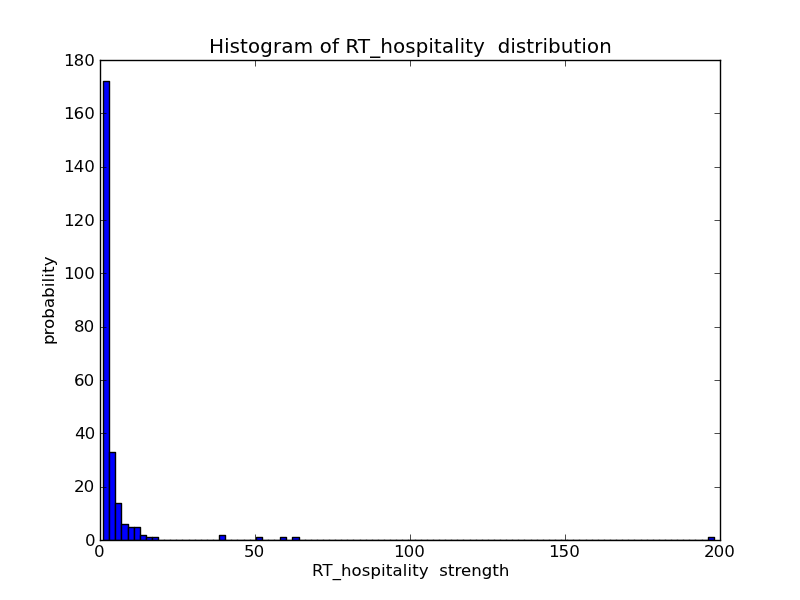 Histogram of RT_hospitality  distribution
180
160
140
120
100
80
60
40
20
0
probability
0 50 100 150 200
RT_hospitality  strength